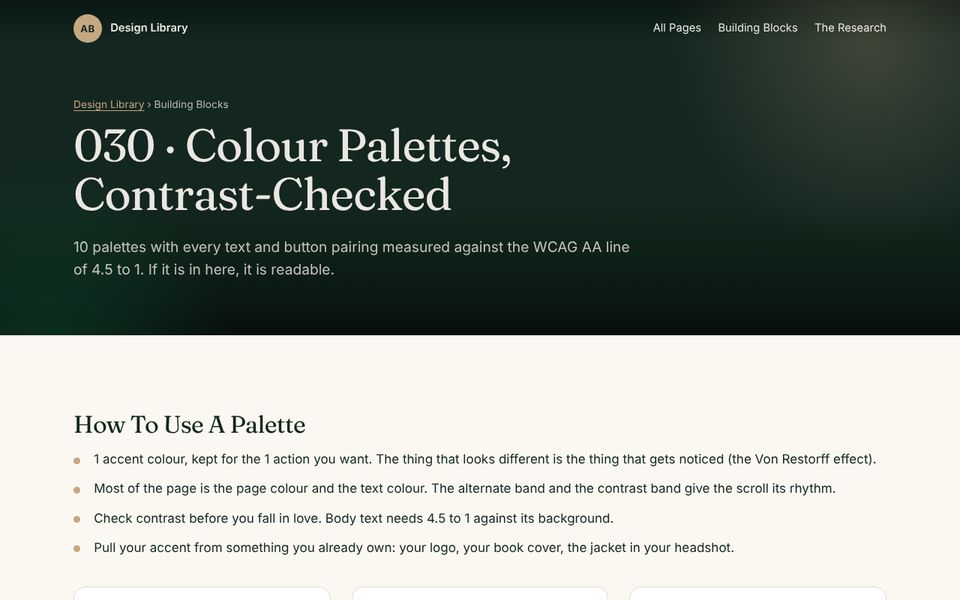 AB Design Library All Pages Building Blocks The Research
Design Library › Building Blocks
030 · Colour Palettes,
Contrast-Checked
10 palettes with every text and button pairing measured against the WCAG AA line
of 4.5 to 1. If it is in here, it is readable.
How To Use A Palette
1 accent colour, kept for the 1 action you want. The thing that looks different is the thing that gets noticed (the Von Restorff effect).
Most of the page is the page colour and the text colour. The alternate band and the contrast band give the scroll its rhythm.
Check contrast before you fall in love. Body text needs 4.5 to 1 against its background.
Pull your accent from something you already own: your logo, your book cover, the jacket in your headshot.